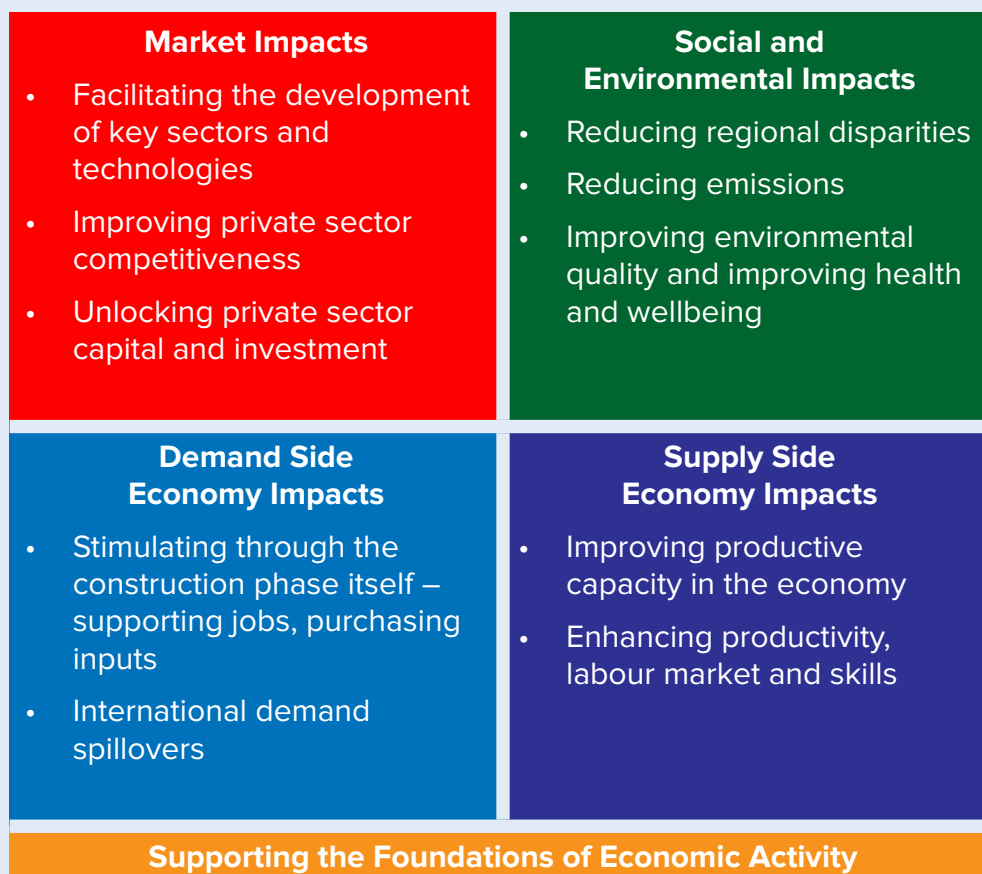 Market Impacts
• Facilitating the development
of key sectors and
technologies
• Improving private sector
competitiveness
• Unlocking private sector
capital and investment
Social and
Environmental Impacts
• Reducing regional disparities
• Reducing emissions
• Improving environmental
quality and improving health
and wellbeing
Demand Side
Economy Impacts
• Stimulating through the
construction phase itself –
supporting jobs, purchasing
inputs
• International demand
spillovers
Supply Side
Economy Impacts
• Improving productive
capacity in the economy
• Enhancing productivity,
labour market and skills
Supporting the Foundations of Economic Activity